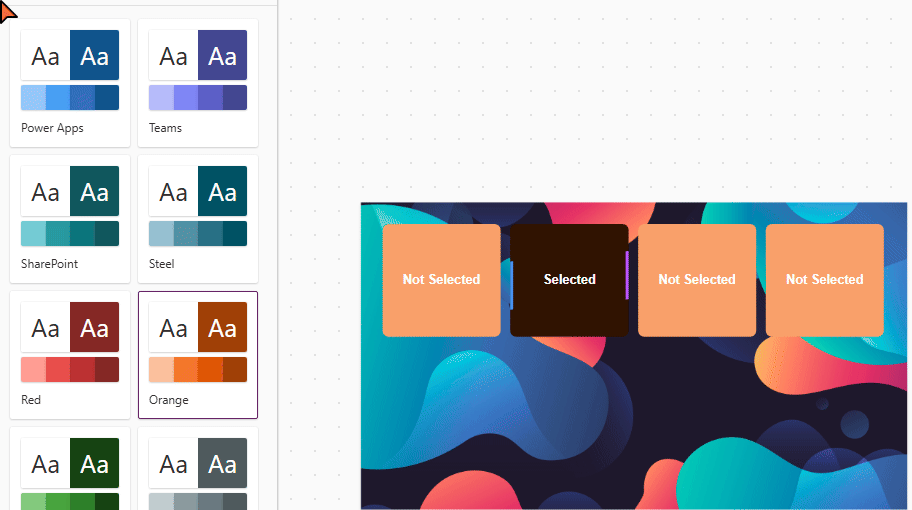 Aa Aa
Aa Aa
Power Apps
Teams
Aa Aa
Aa Aa
SharePoint
Steel
Not Selected
Selected
Not Selected
Not Selected
Aa Aa
Aa Aa
Red
Orange
Aa Aa
Aa Aa